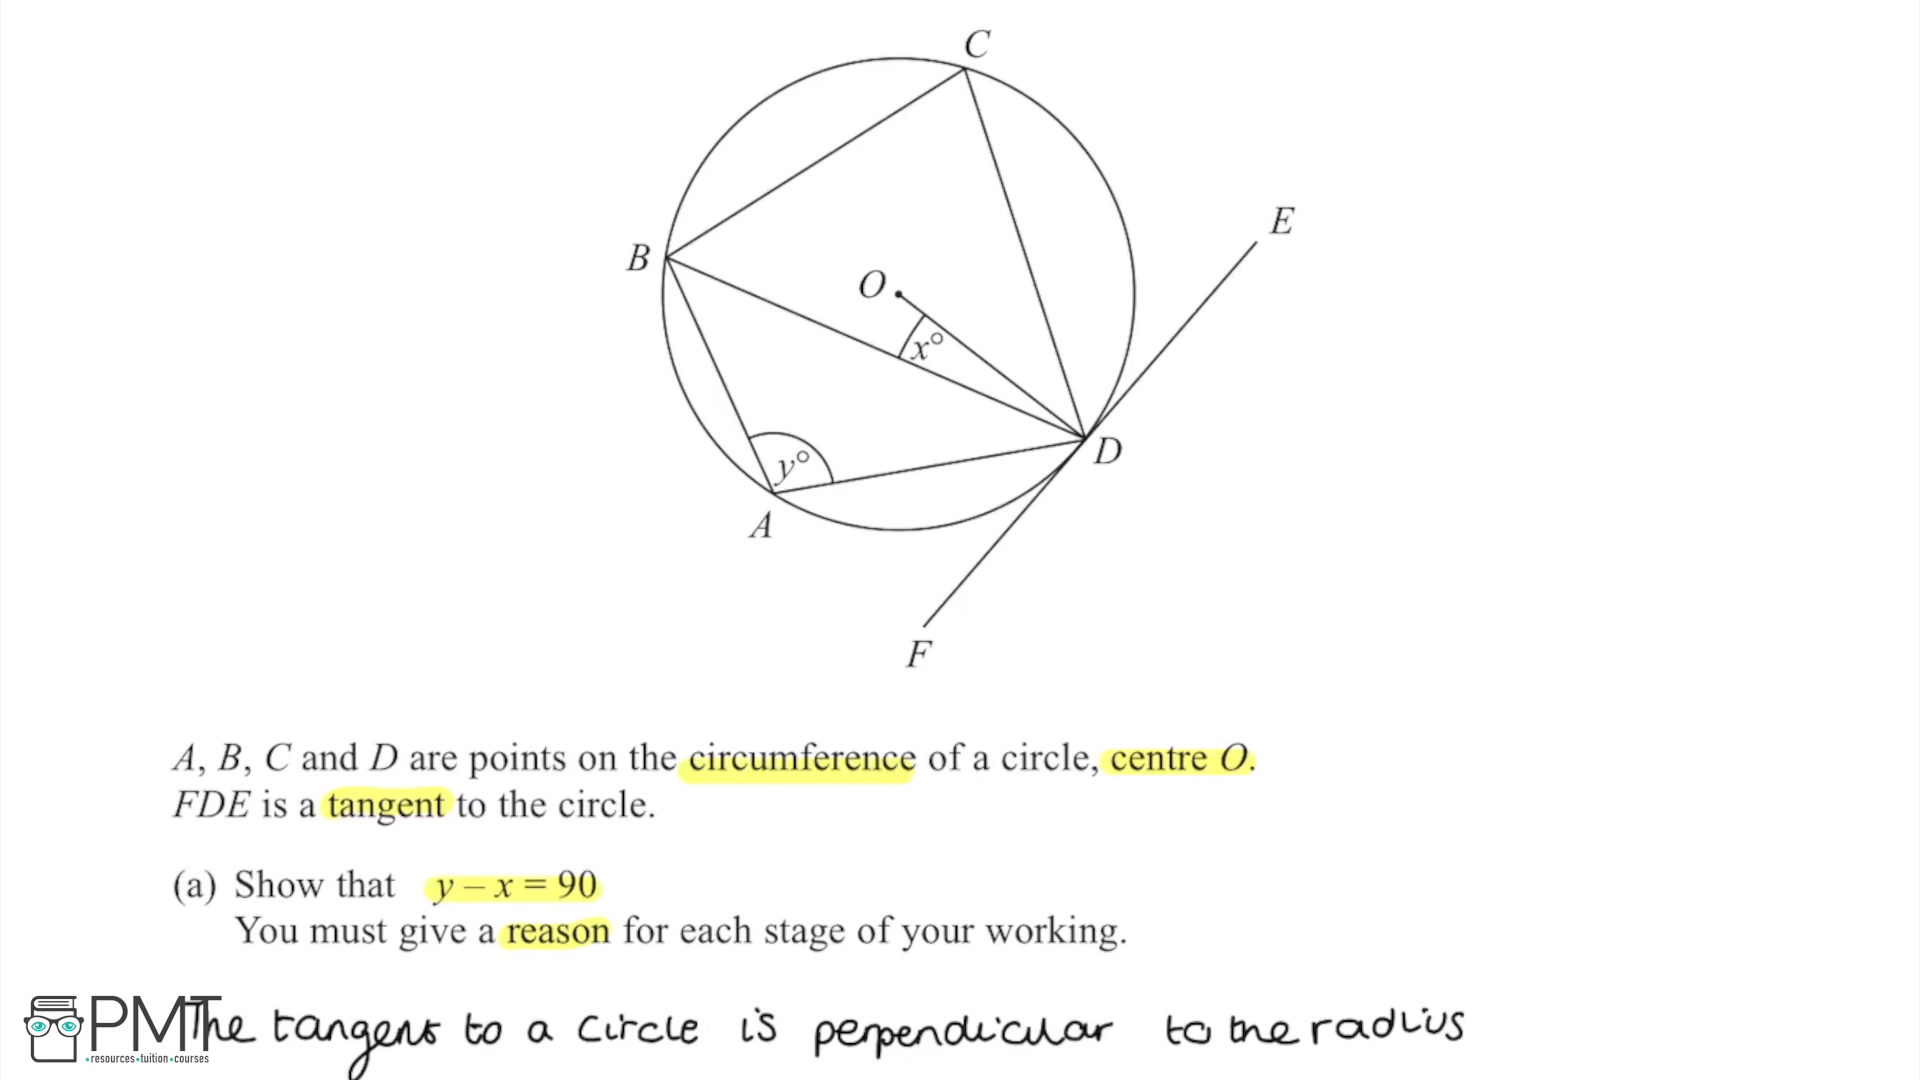 C
E
B
O
x°
D
y°
A
F
A, B, C and D are points on the circumference of a circle, centre O.
FDE is a tangent to the circle.
(a) Show that y – x = 90
You must give a reason for each stage of your working.
PMT
resources•tuition•courses
The tangent to a circle is perpendicular to the radius